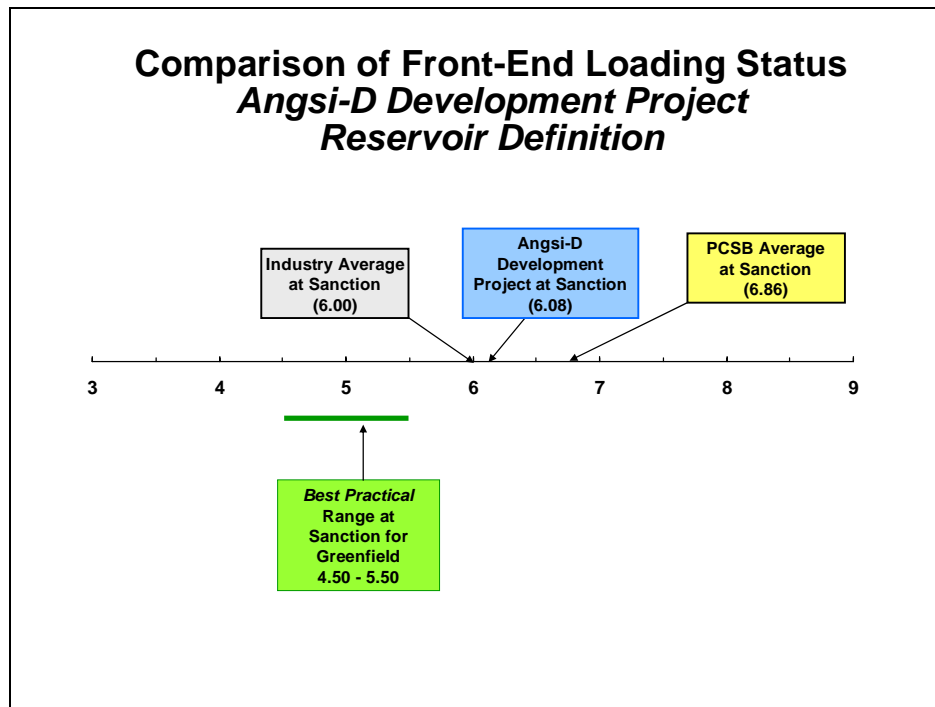 Comparison of Front-End Loading Status
Angsi-D Development Project
Reservoir Definition
Industry Average
at Sanction
(6.00)
Angsi-D
Development
Project at Sanction
(6.08)
PCSB Average
at Sanction
(6.86)
3 4 5 6 7 8 9
Best Practical
Range at
Sanction for
Greenfield
4.50 - 5.50